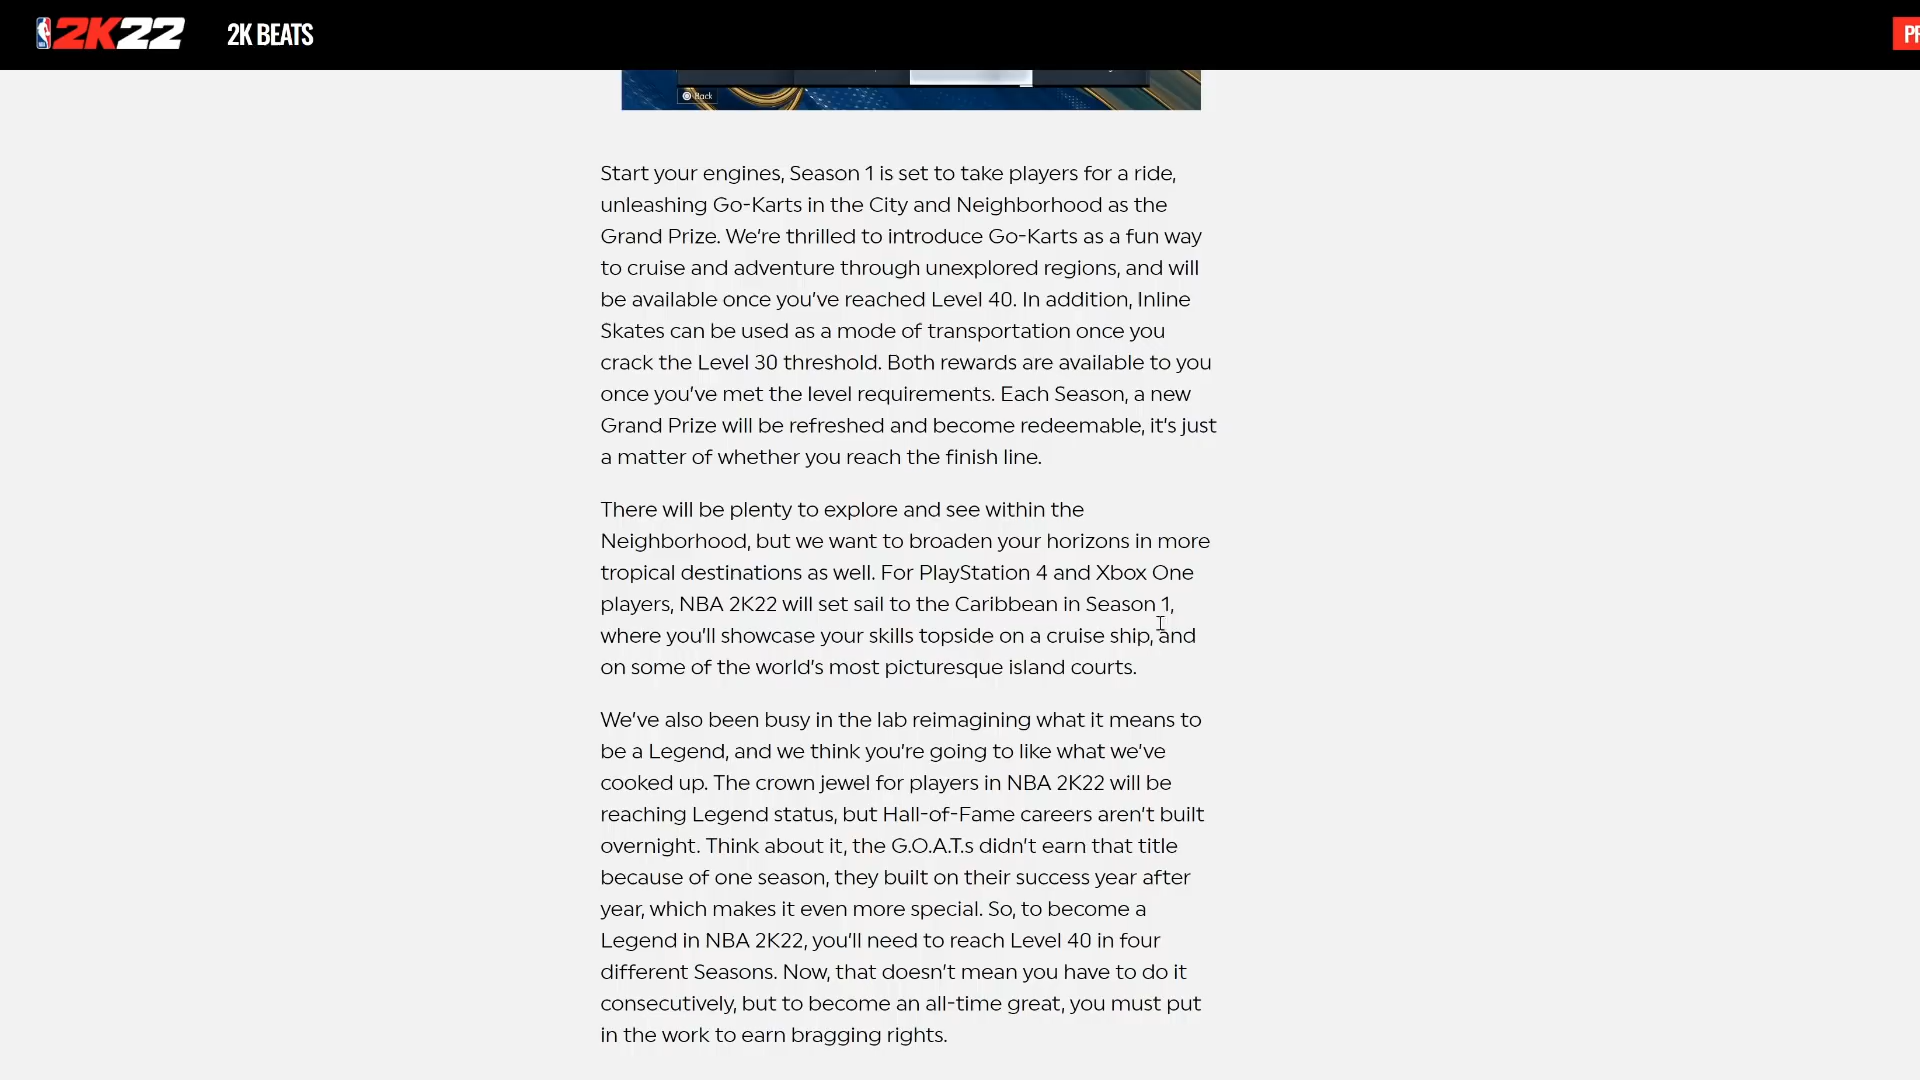 2K22 2K BEATS
PR
Back
Start your engines, Season 1 is set to take players for a ride,
unleashing Go-Karts in the City and Neighborhood as the
Grand Prize. We're thrilled to introduce Go-Karts as a fun way
to cruise and adventure through unexplored regions, and will
be available once you've reached Level 40. In addition, Inline
Skates can be used as a mode of transportation once you
crack the Level 30 threshold. Both rewards are available to you
once you've met the level requirements. Each Season, a new
Grand Prize will be refreshed and become redeemable, it's just
a matter of whether you reach the finish line.
There will be plenty to explore and see within the
Neighborhood, but we want to broaden your horizons in more
tropical destinations as well. For PlayStation 4 and Xbox One
players, NBA 2K22 will set sail to the Caribbean in Season 1,
where you'll showcase your skills topside on a cruise ship, and
on some of the world's most picturesque island courts.
We've also been busy in the lab reimagining what it means to
be a Legend, and we think you're going to like what we've
cooked up. The crown jewel for players in NBA 2K22 will be
reaching Legend status, but Hall-of-Fame careers aren't built
overnight. Think about it, the G.O.A.T.s didn't earn that title
because of one season, they built on their success year after
year, which makes it even more special. So, to become a
Legend in NBA 2K22, you'll need to reach Level 40 in four
different Seasons. Now, that doesn't mean you have to do it
consecutively, but to become an all-time great, you must put
in the work to earn bragging rights.